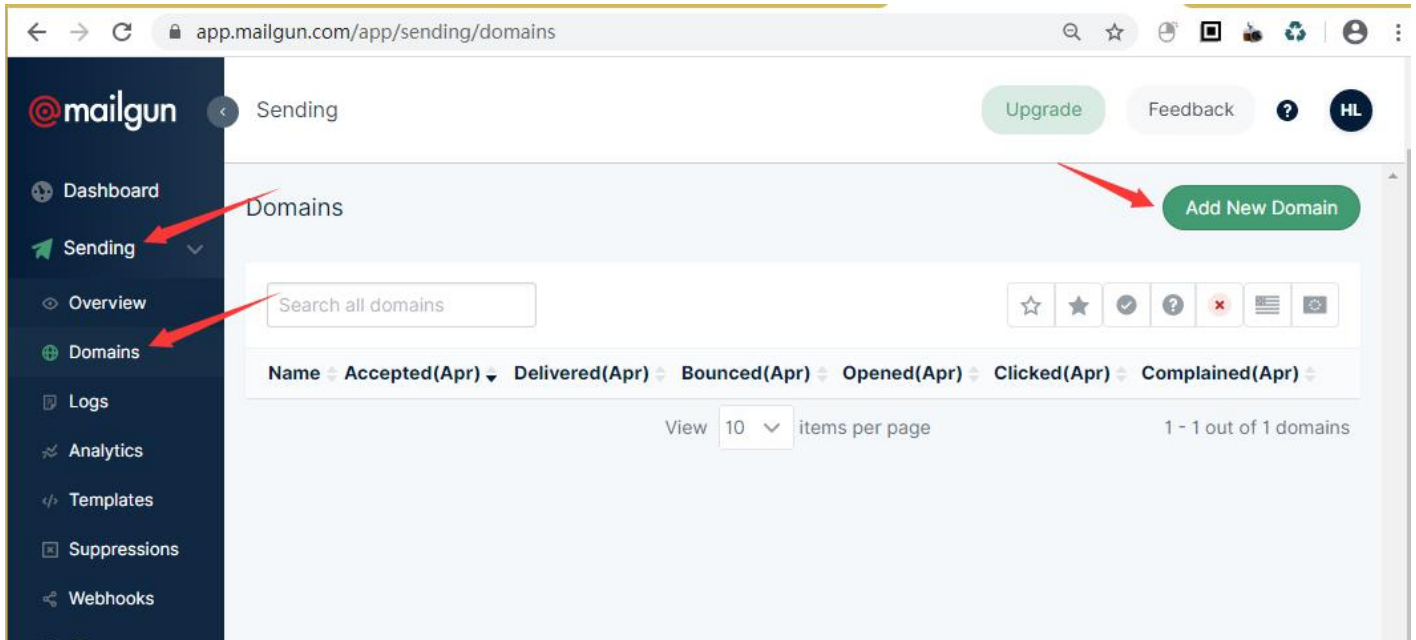 app.mailgun.com/app/sending/domains
@mailgun
Sending
Upgrade
Feedback
?
HL
Dashboard
Sending
Overview
Domains
Logs
Analytics
Templates
Suppressions
Webhooks
Domains
Add New Domain
Search all domains
Name Accepted(Apr) Delivered(Apr) Bounced(Apr) Opened(Apr) Clicked(Apr) Complained(Apr)
View 10 items per page
1 - 1 out of 1 domains